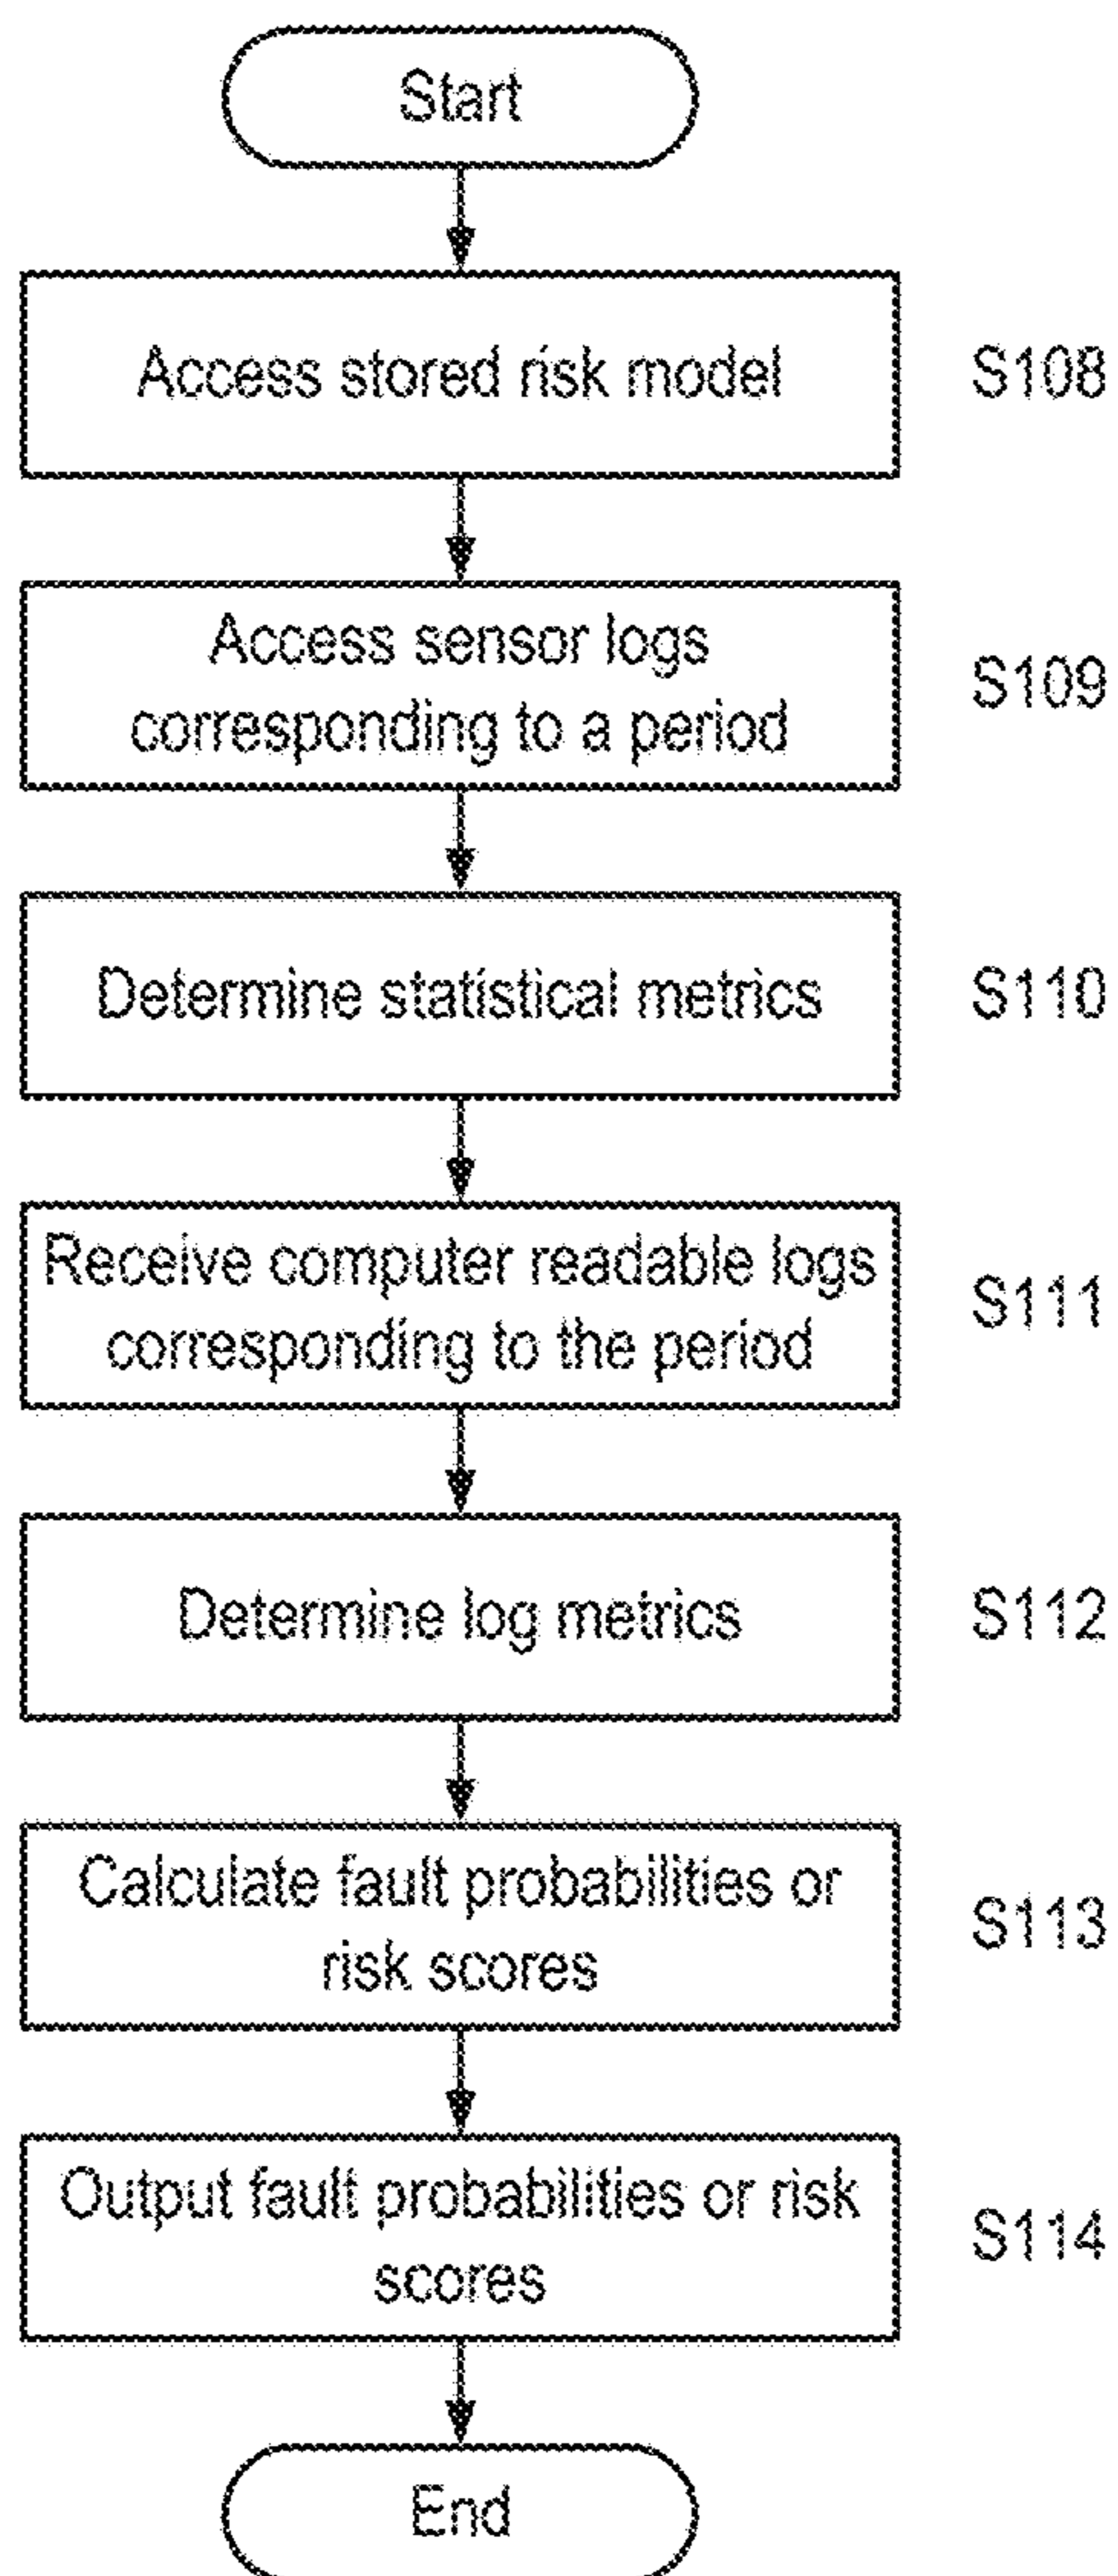 Start
Access stored risk model
S108
Access sensor logs
corresponding to a period
S109
Determine statistical metrics
S110
Receive computer readable logs
corresponding to the period
S111
Determine log metrics
S112
Calculate fault probabilities or
risk scores
S113
Output fault probabilities or risk
scores
S114
End